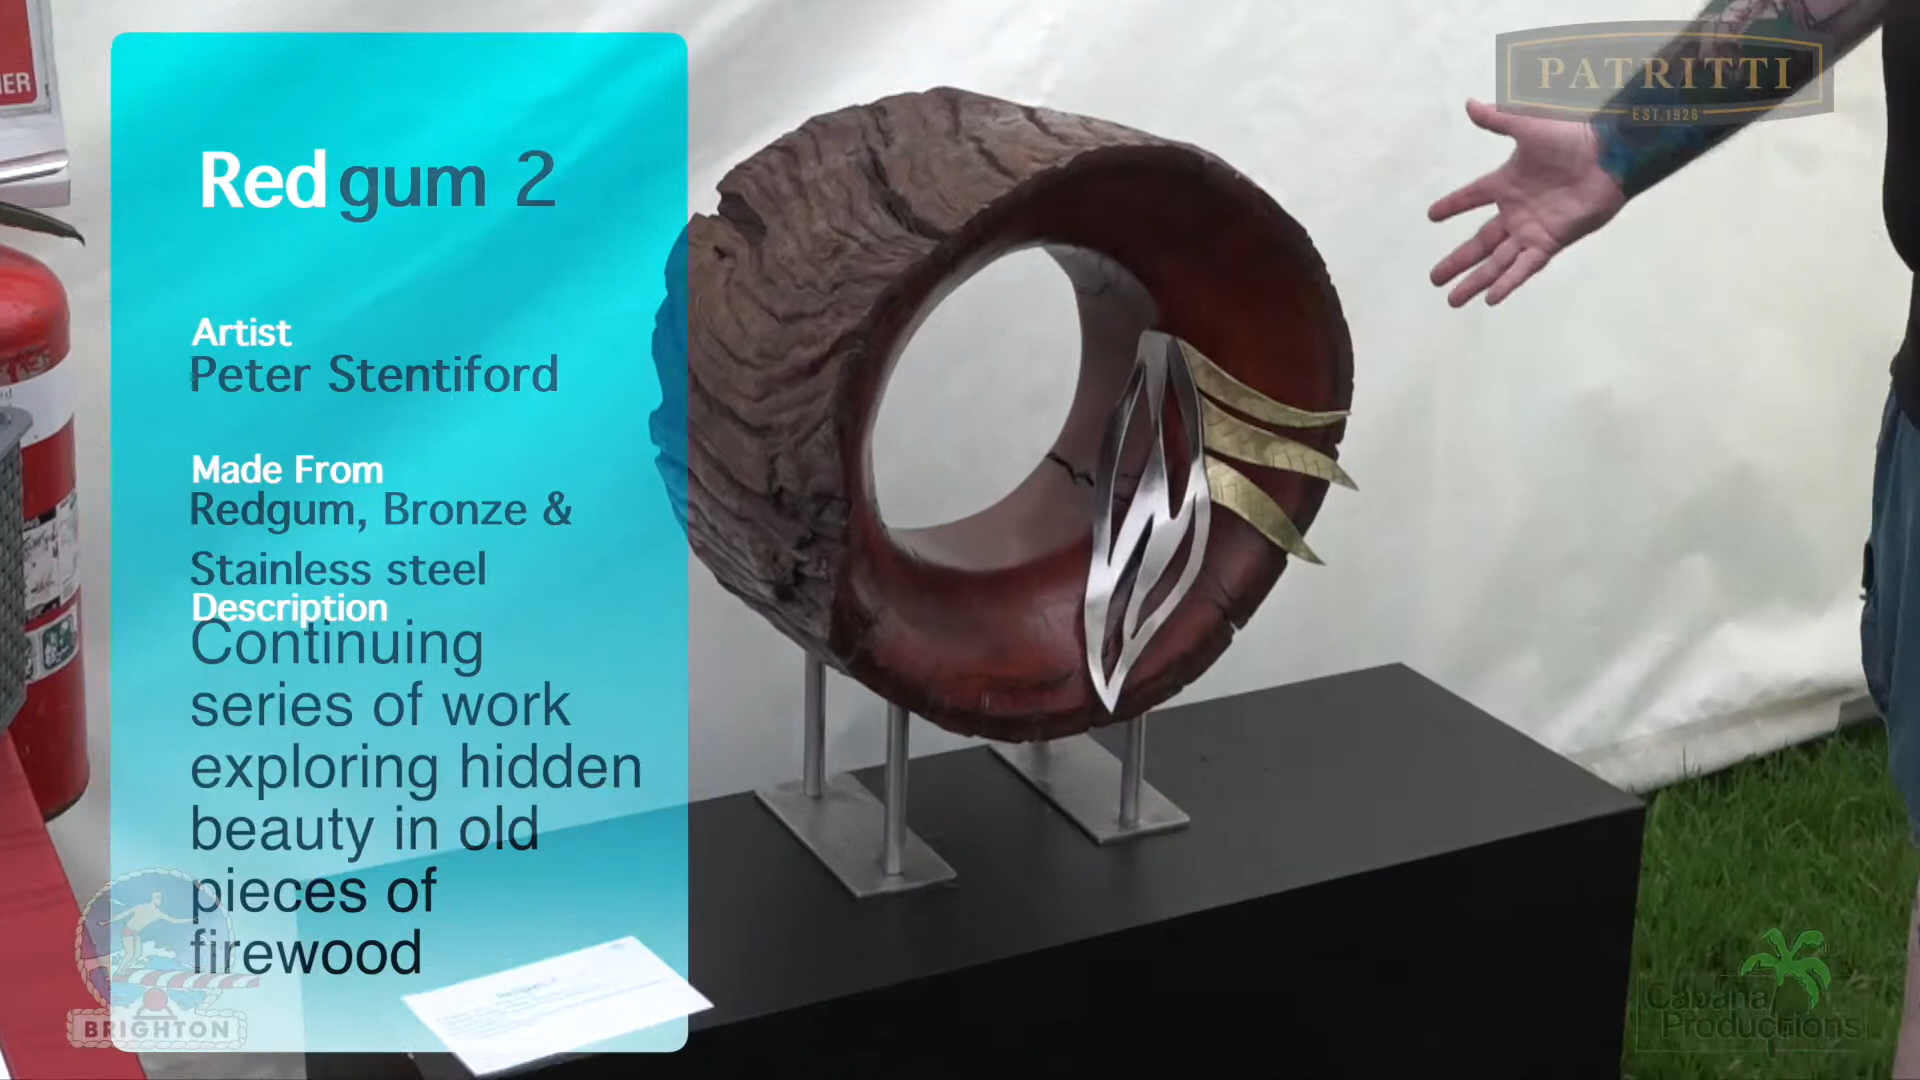 PATRITTI
EST.1926
Redgum 2
Artist
Peter Stentiford
Made From
Redgum, Bronze &
Stainless steel
Description
Continuing
series of work
exploring hidden
beauty in old
pieces of
firewood
BRIGHTON
Cabana
Productions